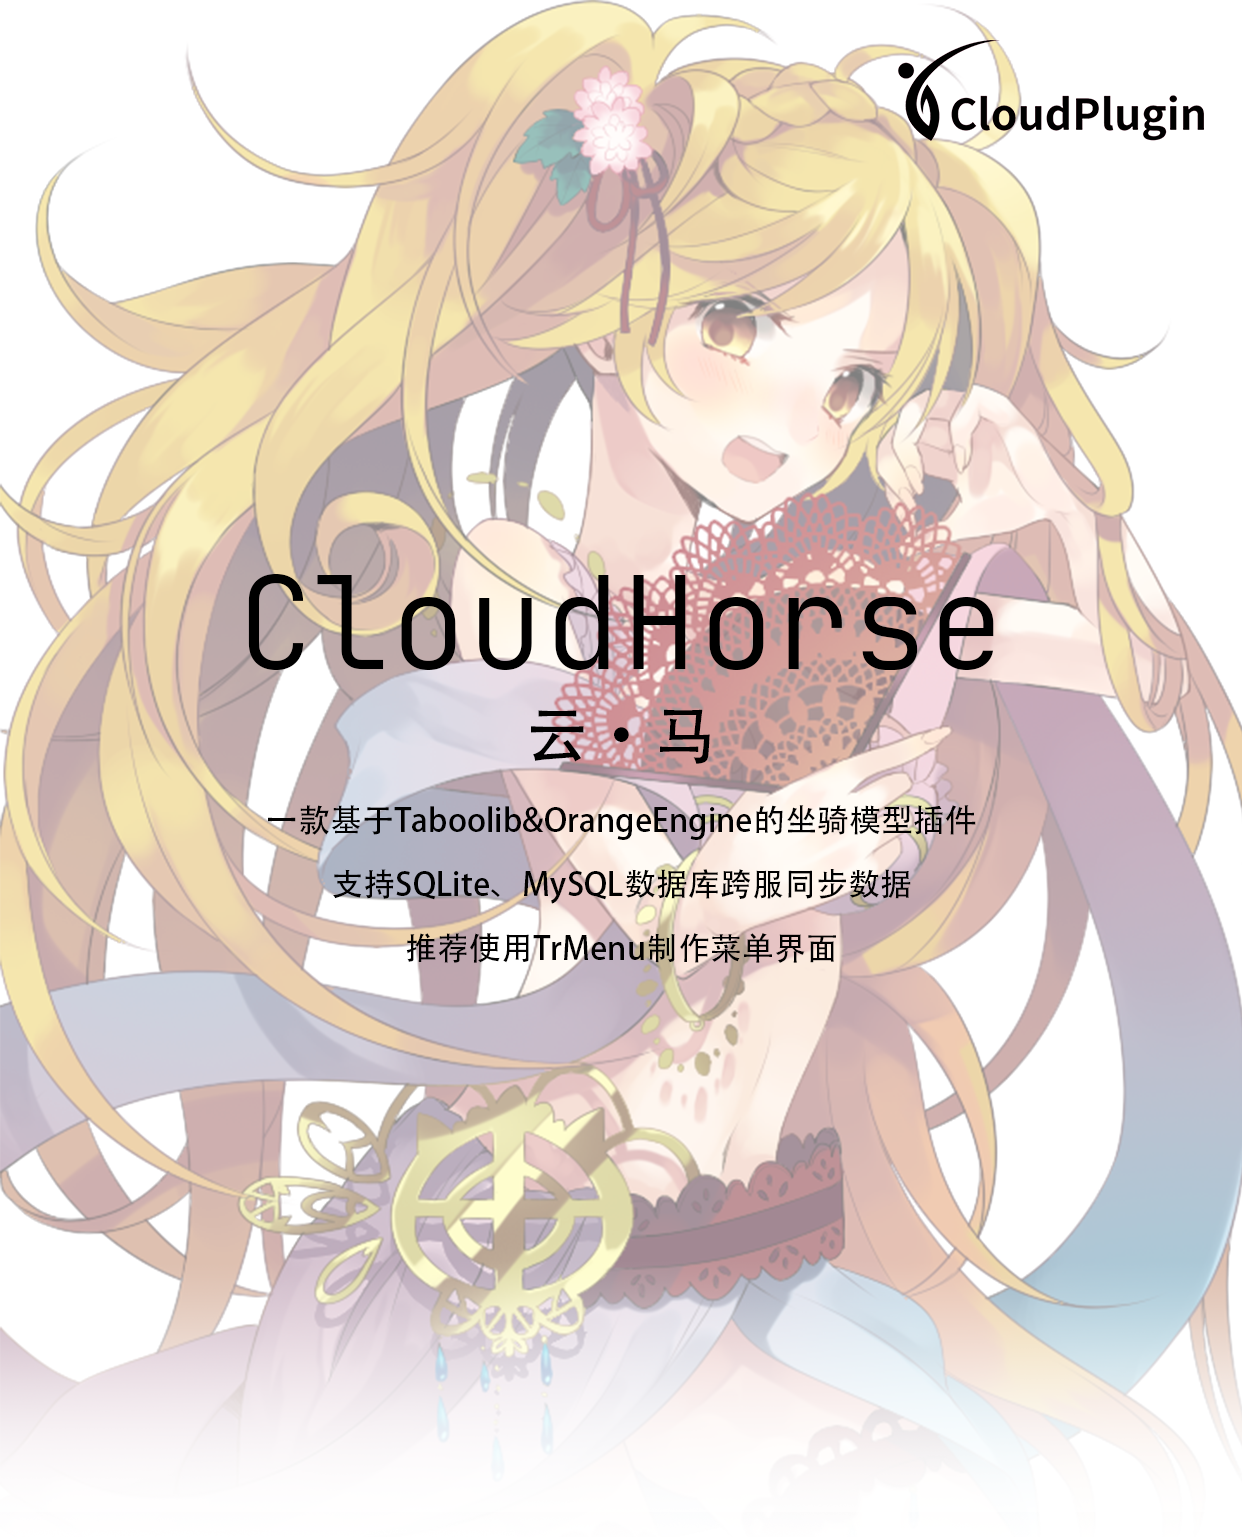 CloudPlugin
CloudHorse
云·马
一款基于Taboolib&OrangeEngine的坐骑模型插件
支持SQLite、MySQL数据库跨服同步数据
推荐使用TrMenu制作菜单界面